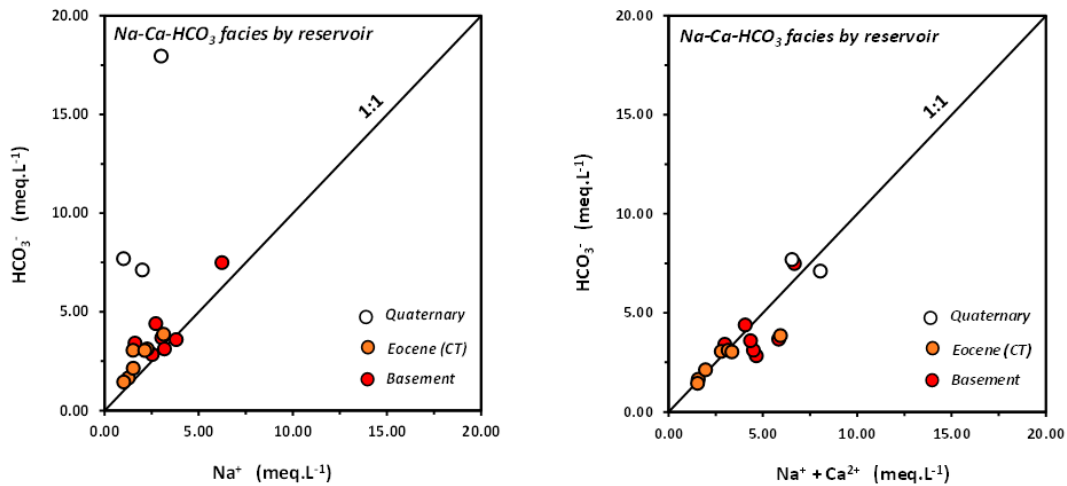 Na-Ca-HCO₃ facies by reservoir
20.00
15.00
10.00
5.00
0.00
HCO₃⁻ (meq.L⁻¹)
1:1
Quaternary
Eocene (CT)
Basement
0.00 5.00 10.00 15.00 20.00
Na⁺ (meq.L⁻¹)
Na-Ca-HCO₃ facies by reservoir
20.00
15.00
10.00
5.00
0.00
HCO₃⁻ (meq.L⁻¹)
1:1
Quaternary
Eocene (CT)
Basement
0.00 5.00 10.00 15.00 20.00
Na⁺ + Ca²⁺ (meq.L⁻¹)